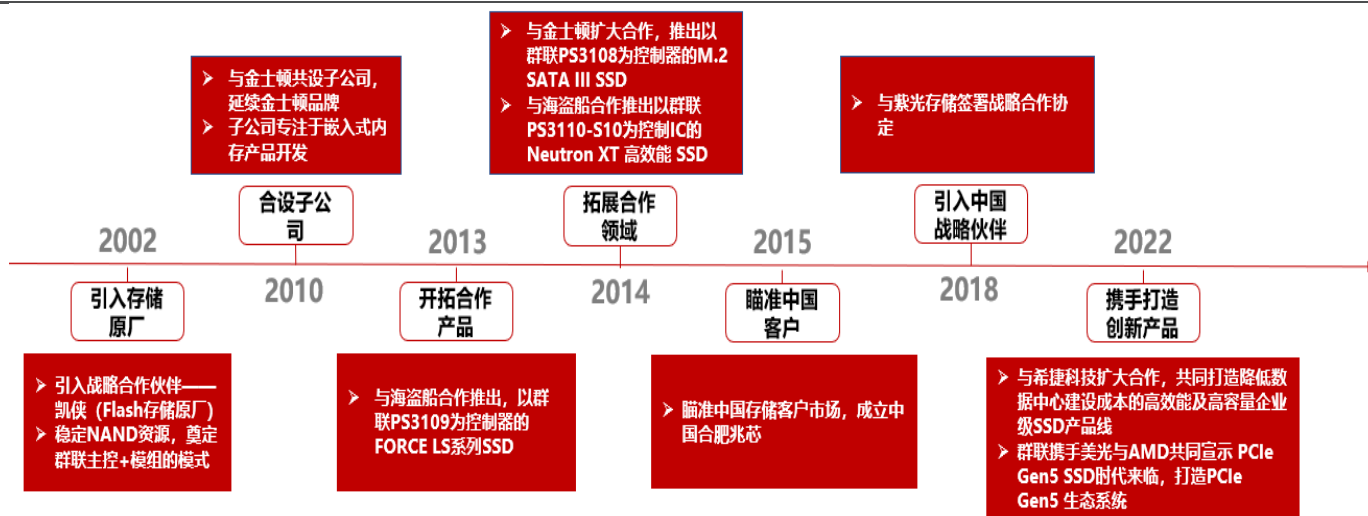 ➢ 与金士顿共设子公司，
延续金士顿品牌
➢ 子公司专注于嵌入式内
存产品开发
➢ 与金士顿扩大合作，推出以
群联PS3108为控制器的M.2
SATA III SSD
➢ 与海盗船合作推出以群联
PS3110-S10为控制IC的
Neutron XT 高效能 SSD
➢ 与紫光存储签署战略合作协
定
合设子公
司
拓展合作
领域
引入中国
战略伙伴
2002
2013
2015
2022
2010
2014
2018
引入存储
原厂
开拓合作
产品
瞄准中国
客户
携手打造
创新产品
➢ 引入战略合作伙伴——
凯侠（Flash存储原厂）
➢ 稳定NAND资源，奠定
群联主控+模组的模式
➢ 与海盗船合作推出，以群
联PS3109为控制器的
FORCE LS系列SSD
➢ 瞄准中国存储客户市场，成立中
国合肥兆芯
➢ 与希捷科技扩大合作，共同打造降低数
据中心建设成本的高效能及高容量企业
级SSD产品线
➢ 群联携手美光与AMD共同宣示 PCIe
Gen5 SSD时代来临，打造PCIe
Gen5 生态系统